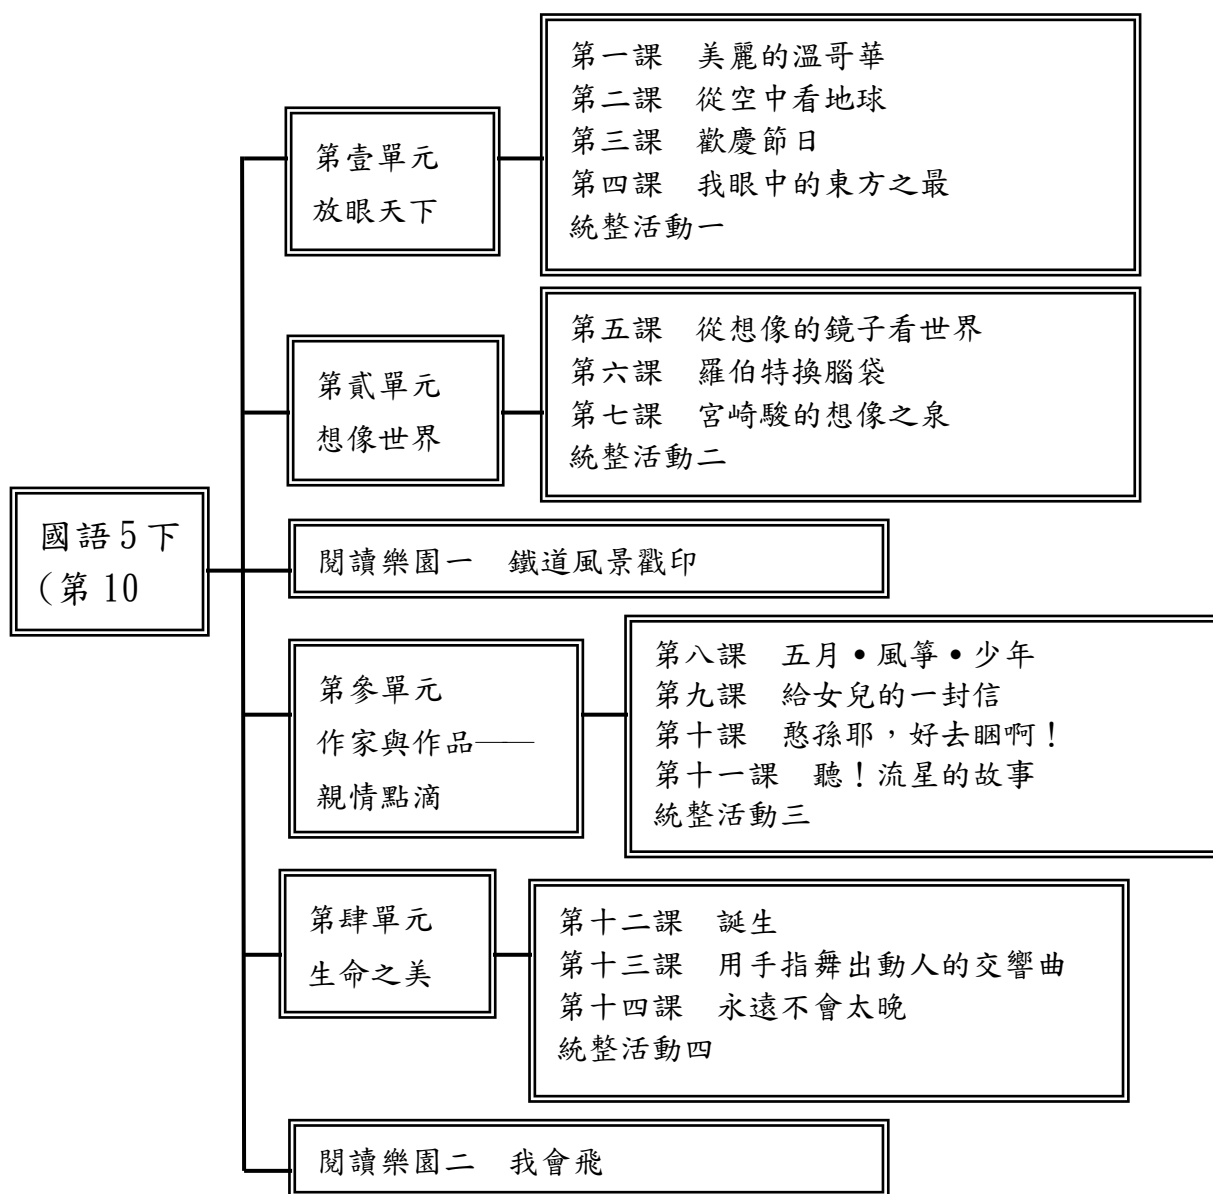 國語5下
(第10
第壹單元
放眼天下
第一課　美麗的溫哥華
第二課　從空中看地球
第三課　歡慶節日
第四課　我眼中的東方之最
統整活動一
第貳單元
想像世界
第五課　從想像的鏡子看世界
第六課　羅伯特換腦袋
第七課　宮崎駿的想像之泉
統整活動二
閱讀樂園一　鐵道風景戳印
第參單元
作家與作品——
親情點滴
第八課　五月•風箏•少年
第九課　給女兒的一封信
第十課　憨孫耶，好去睏啊！
第十一課　聽！流星的故事
統整活動三
第肆單元
生命之美
第十二課　誕生
第十三課　用手指舞出動人的交響曲
第十四課　永遠不會太晚
統整活動四
閱讀樂園二　我會飛